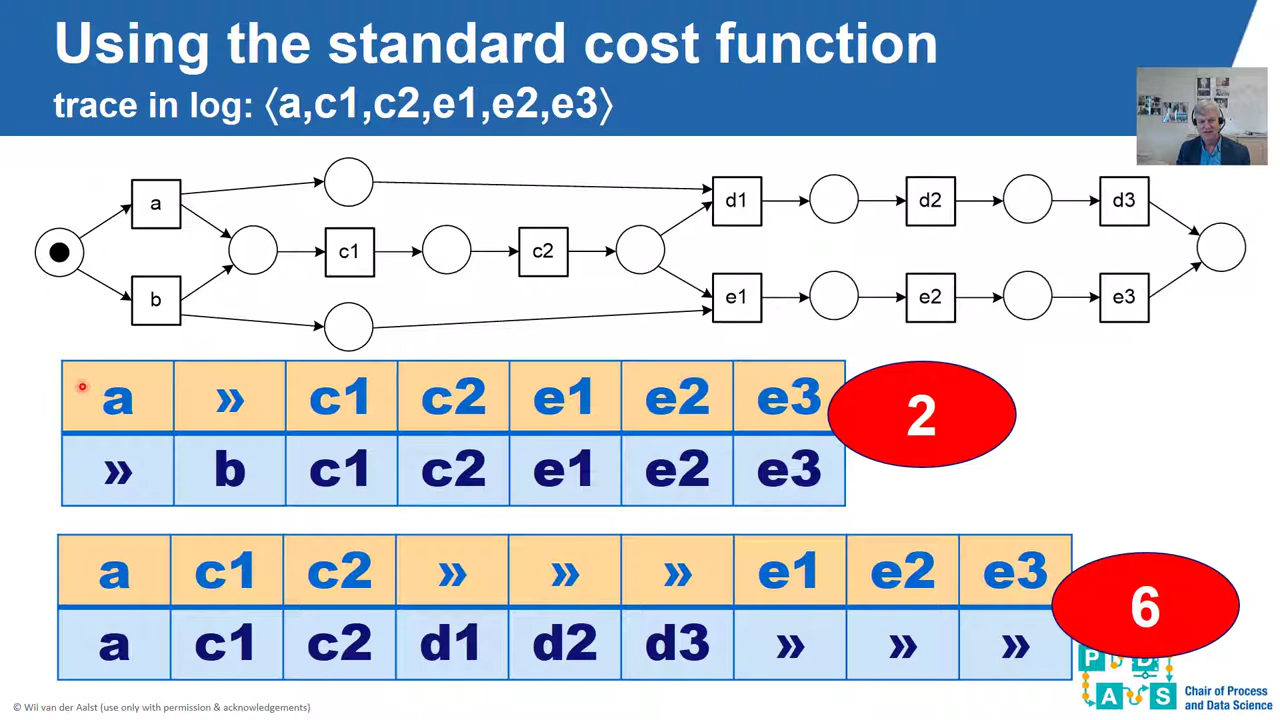 Using the standard cost function
trace in log: ⟨a,c1,c2,e1,e2,e3⟩
a
b
c1
c2
d1
d2
d3
e1
e2
e3
a » c1 c2 e1 e2 e3
» b c1 c2 e1 e2 e3
2
a c1 c2 » » » e1 e2 e3
a c1 c2 d1 d2 d3 » » »
6
P D
A S
Chair of Process
and Data Science
© Wil van der Aalst (use only with permission & acknowledgements)